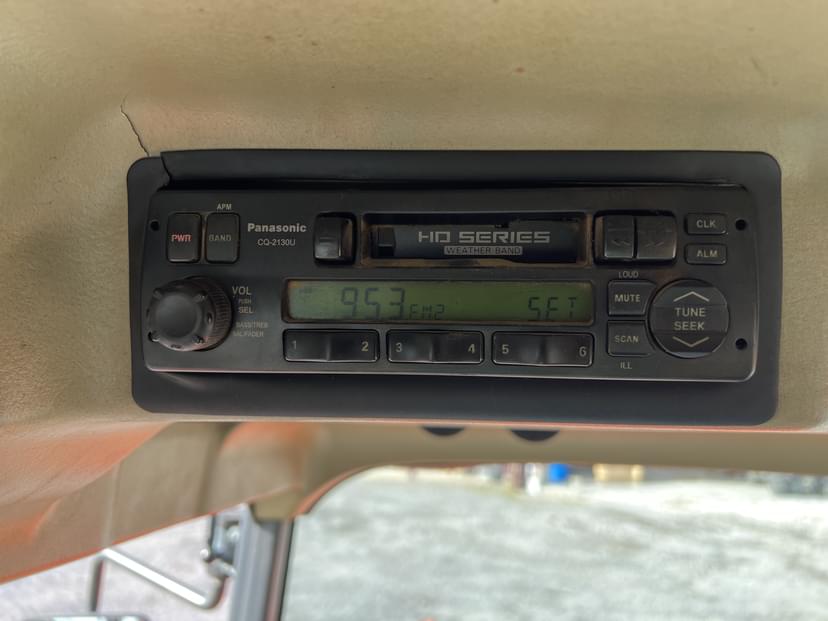 APM
PWR
BAND
Panasonic
CQ-2130U
HD SERIES
WEATHER BAND
CLK
ALM
VOL
PUSH
SEL
BASS/TREB
BAL/FADER
953 FM2 SET
LOUD
MUTE
TUNE
SEEK
SCAN
ILL
1 2 3 4 5 6